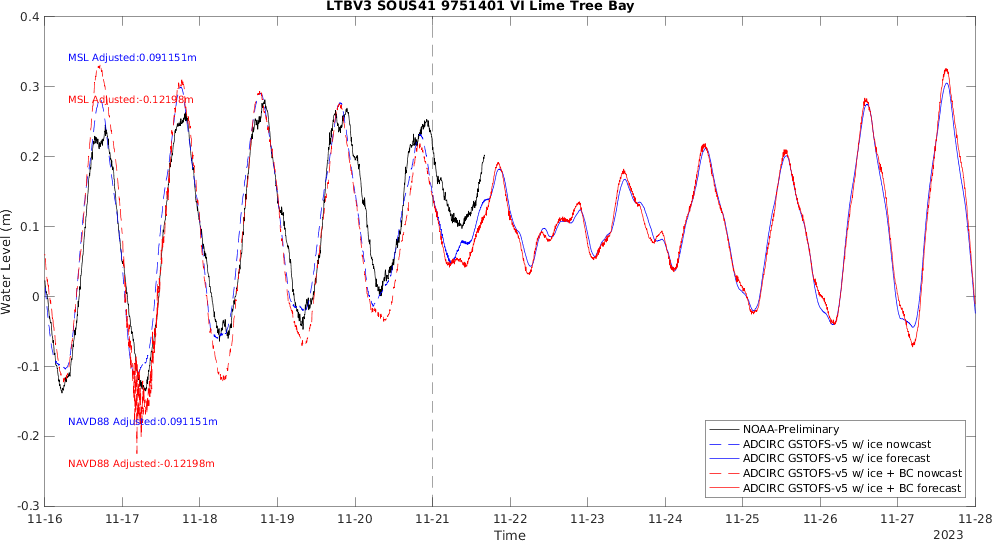 LTBV3 SOUS41 9751401 VI Lime Tree Bay
0.4
0.3
0.2
0.1
0
-0.1
-0.2
-0.3
Water Level (m)
MSL Adjusted:0.091151m
MSL Adjusted:-0.12198m
NAVD88 Adjusted:0.091151m
NAVD88 Adjusted:-0.12198m
NOAA-Preliminary
ADCIRC GSTOFS-v5 w/ ice nowcast
ADCIRC GSTOFS-v5 w/ ice forecast
ADCIRC GSTOFS-v5 w/ ice + BC nowcast
ADCIRC GSTOFS-v5 w/ ice + BC forecast
11-16 11-17 11-18 11-19 11-20 11-21 11-22 11-23 11-24 11-25 11-26 11-27 11-28
Time
2023